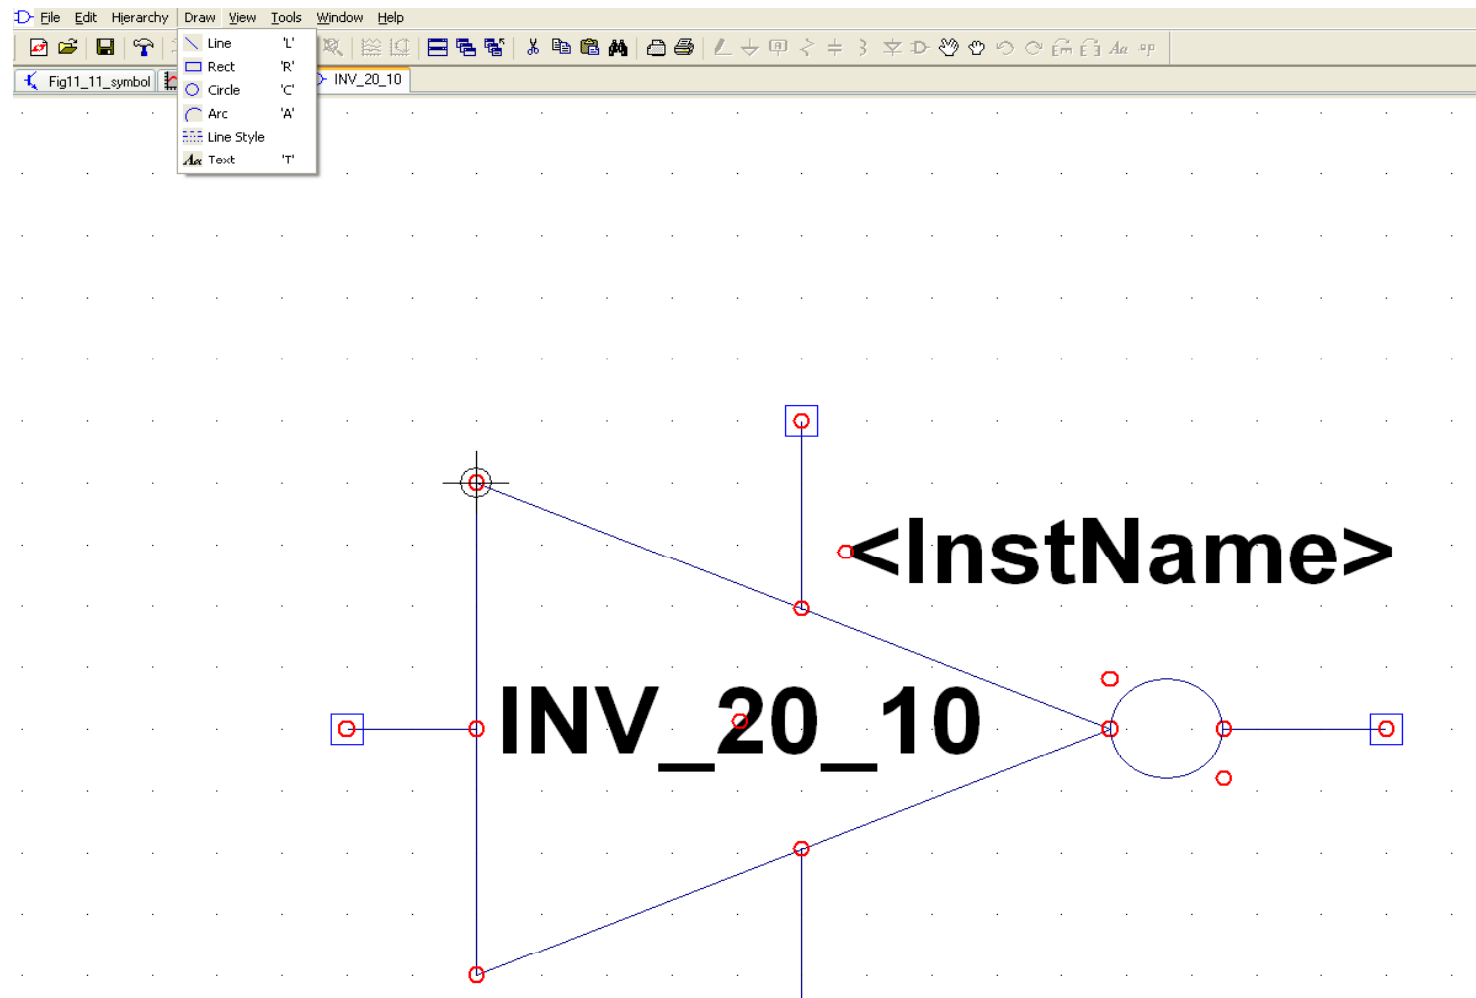 File Edit Hierarchy Draw View Tools Window Help
Line 'L'
Rect 'R'
Circle 'C'
Arc 'A'
Line Style
Text 'T'
Fig11_11_symbol
INV_20_10
<InstName>
INV_20_10